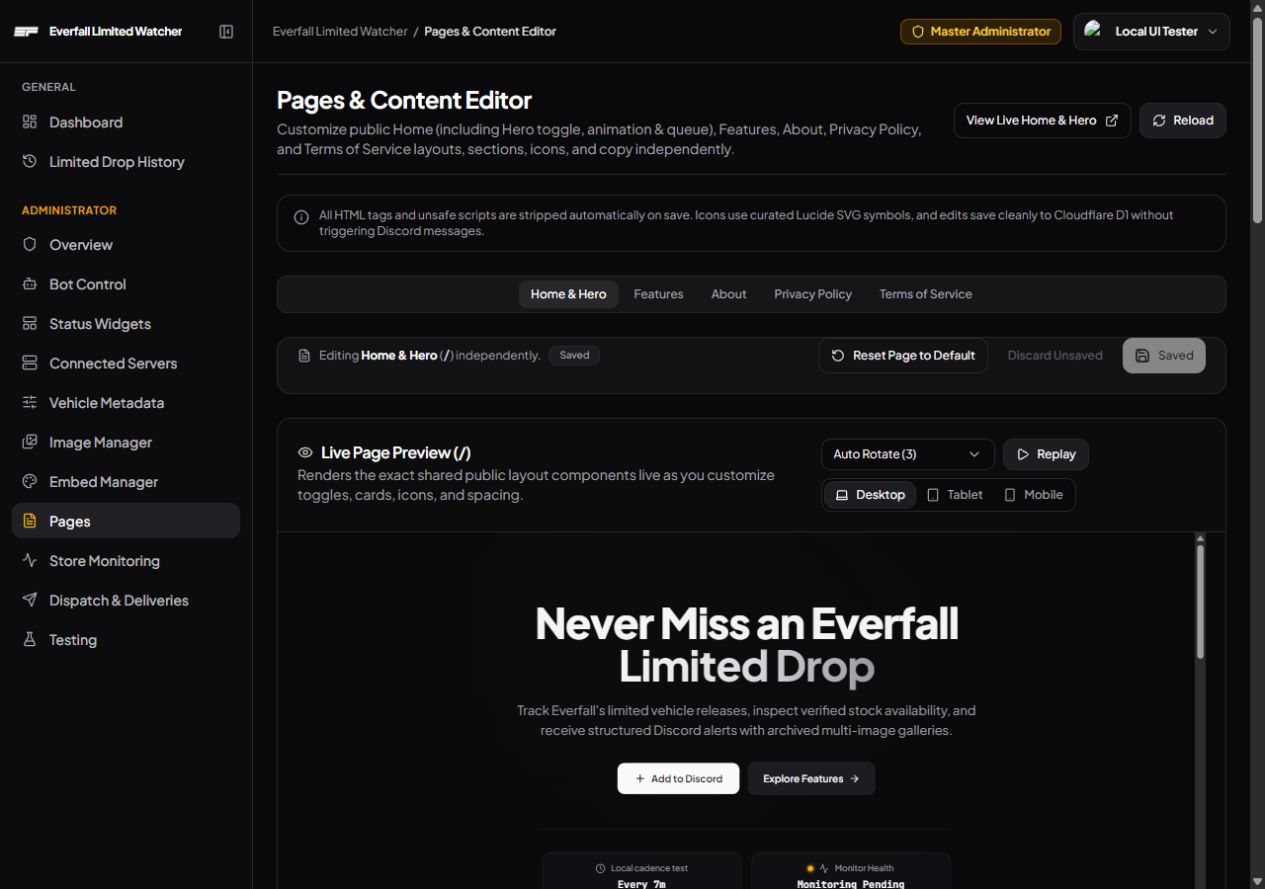 Everfall Limited Watcher
Everfall Limited Watcher / Pages & Content Editor
Master Administrator
Local UI Tester
GENERAL
Dashboard
Limited Drop History
ADMINISTRATOR
Overview
Bot Control
Status Widgets
Connected Servers
Vehicle Metadata
Image Manager
Embed Manager
Pages
Store Monitoring
Dispatch & Deliveries
Testing
Pages & Content Editor
Customize public Home (including Hero toggle, animation & queue), Features, About, Privacy Policy,
and Terms of Service layouts, sections, icons, and copy independently.
View Live Home & Hero
Reload
All HTML tags and unsafe scripts are stripped automatically on save. Icons use curated Lucide SVG symbols, and edits save cleanly to Cloudflare D1 without
triggering Discord messages.
Home & Hero
Features
About
Privacy Policy
Terms of Service
Editing Home & Hero (/) independently.
Saved
Reset Page to Default
Discard Unsaved
Saved
Live Page Preview (/)
Renders the exact shared public layout components live as you customize
toggles, cards, icons, and spacing.
Auto Rotate (3)
Replay
Desktop
Tablet
Mobile
Never Miss an Everfall
Limited Drop
Track Everfall's limited vehicle releases, inspect verified stock availability, and
receive structured Discord alerts with archived multi-image galleries.
Add to Discord
Explore Features
Local cadence test
Every 7m
Monitor Health
Monitoring Pending